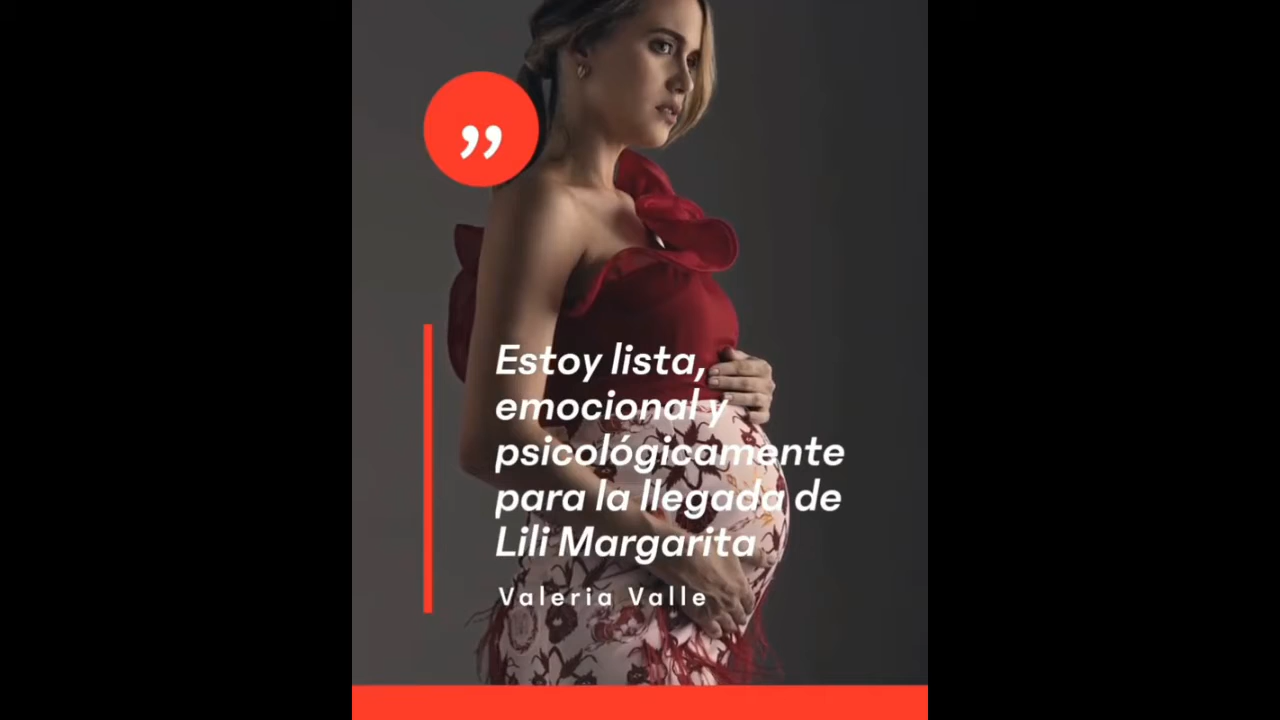 ”
Estoy lista,
emocional y
psicológicamente
para la llegada de
Lili Margarita
Valeria Valle